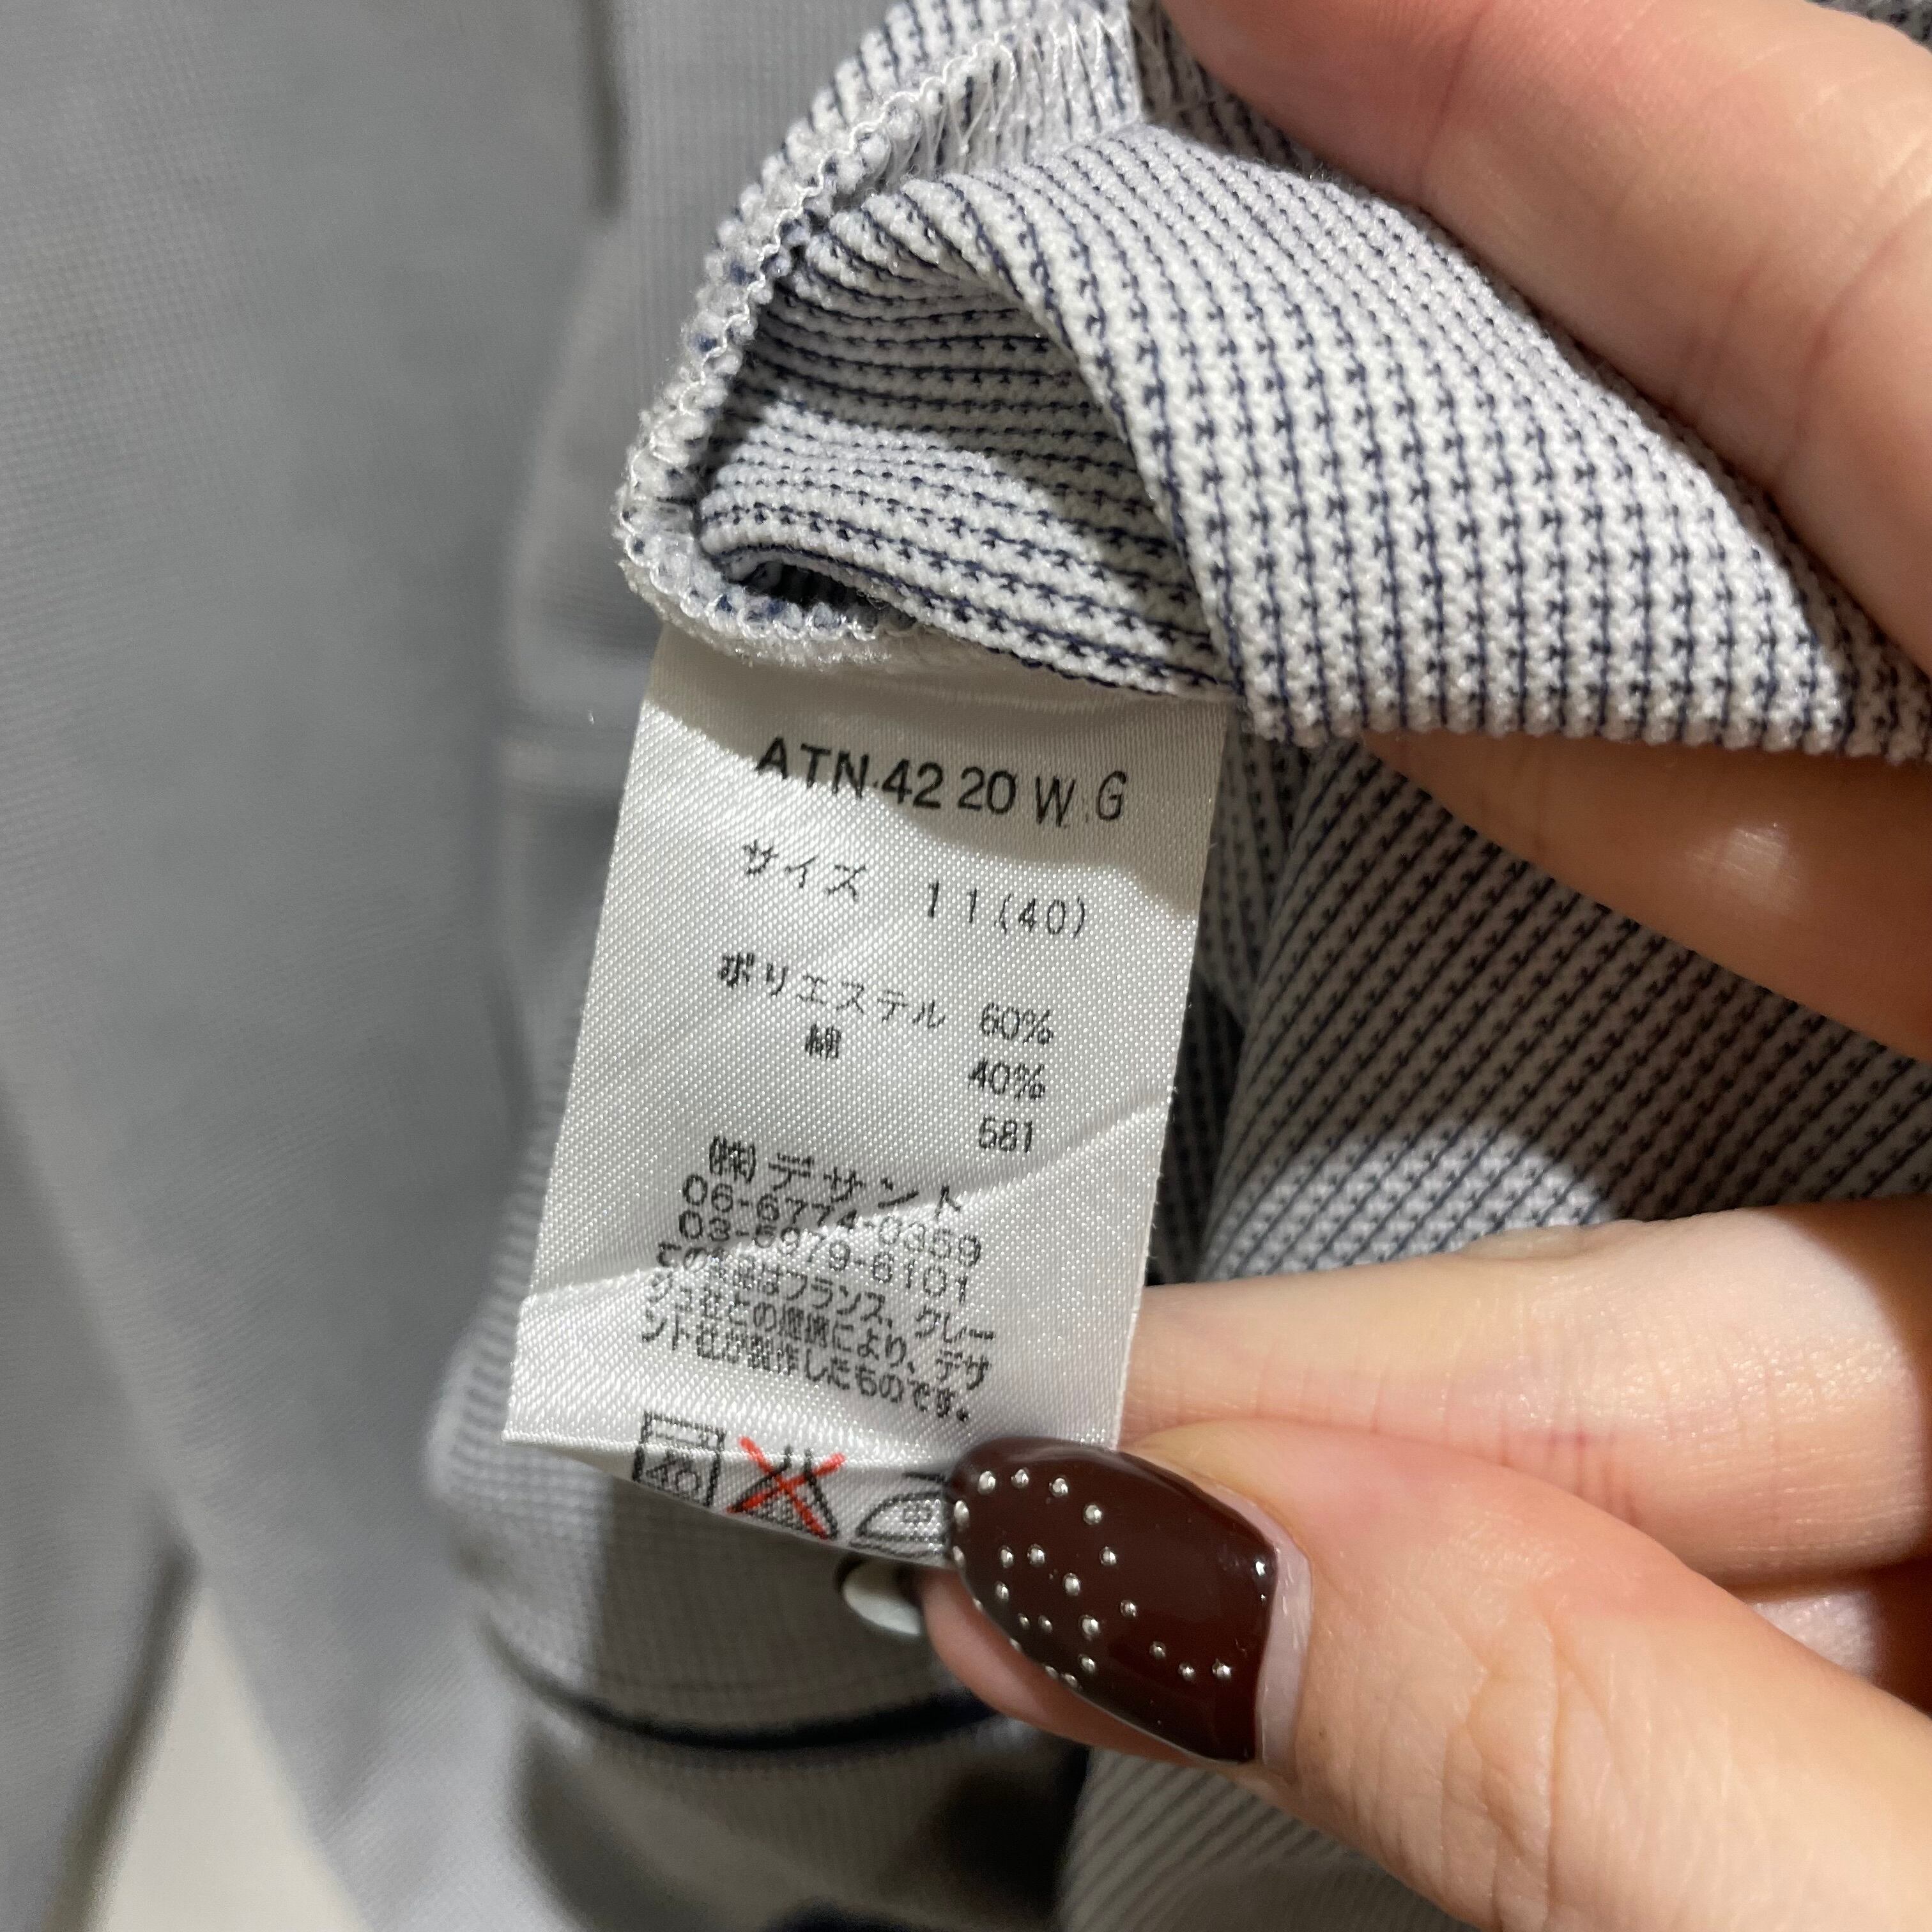 ATN-4220WG
サイズ 11(40)
ポリエステル 60%
綿 40%
581
㈱デサント
06-6774-0359
03-5979-6101
この製品はフランス、グレー
ジュ社との提携により、デサ
ント社が製作したものです。
40